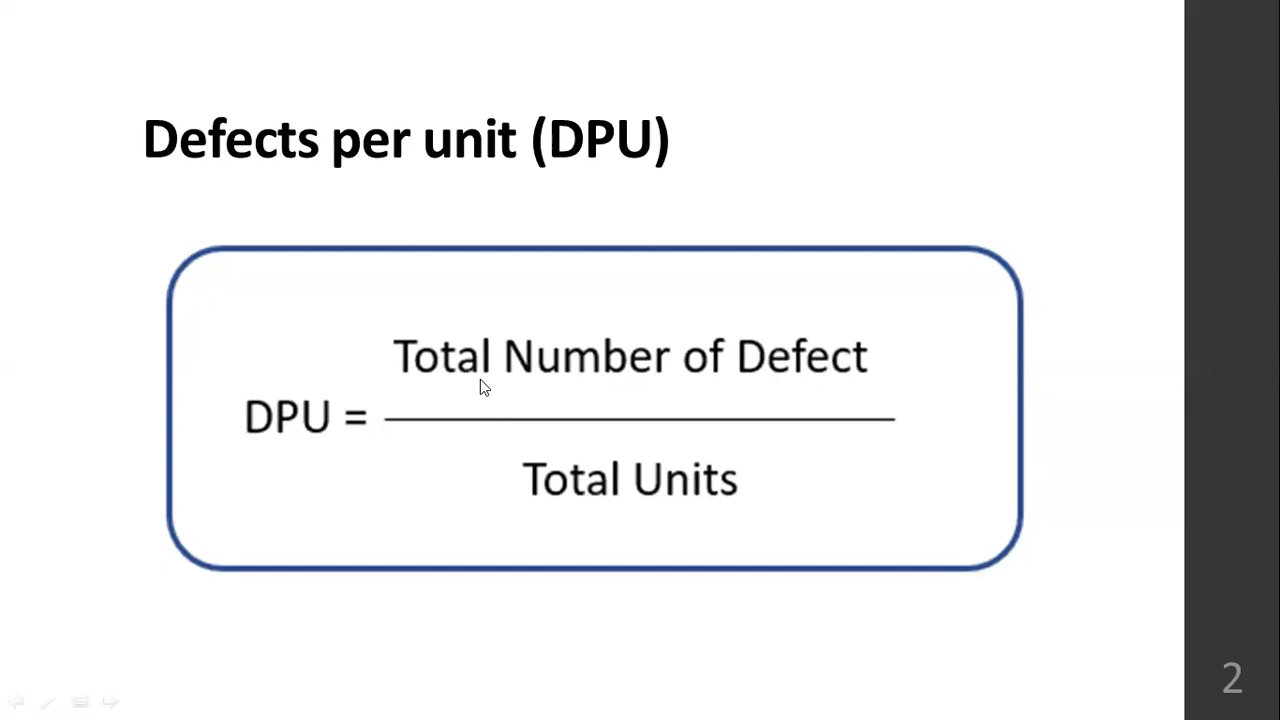 Defects per unit (DPU)
Total Number of Defect
DPU =
Total Units
2